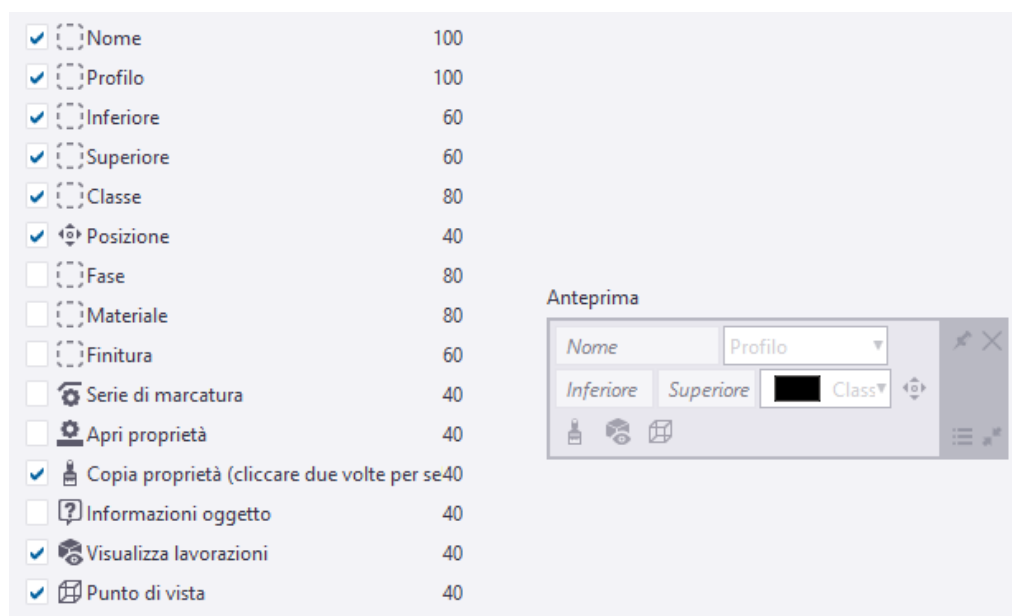 Nome 100
Profilo 100
Inferiore 60
Superiore 60
Classe 80
Posizione 40
Fase 80
Materiale 80
Finitura 60
Serie di marcatura 40
Apri proprietà 40
Copia proprietà (cliccare due volte per se40
Informazioni oggetto 40
Visualizza lavorazioni 40
Punto di vista 40
Anteprima
Nome Profilo
Inferiore Superiore Class